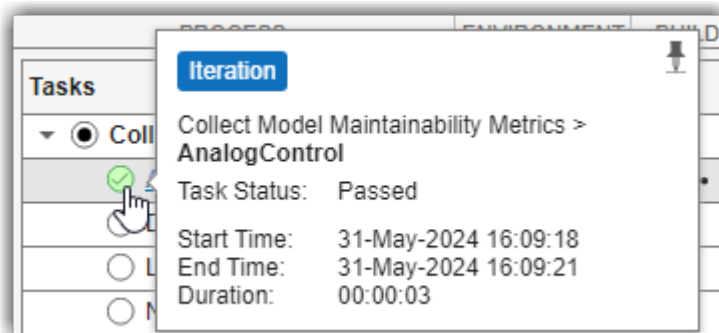 Tasks
Coll
Iteration
Collect Model Maintainability Metrics >
AnalogControl
Task Status: Passed
Start Time: 31-May-2024 16:09:18
End Time: 31-May-2024 16:09:21
Duration: 00:00:03
L
N